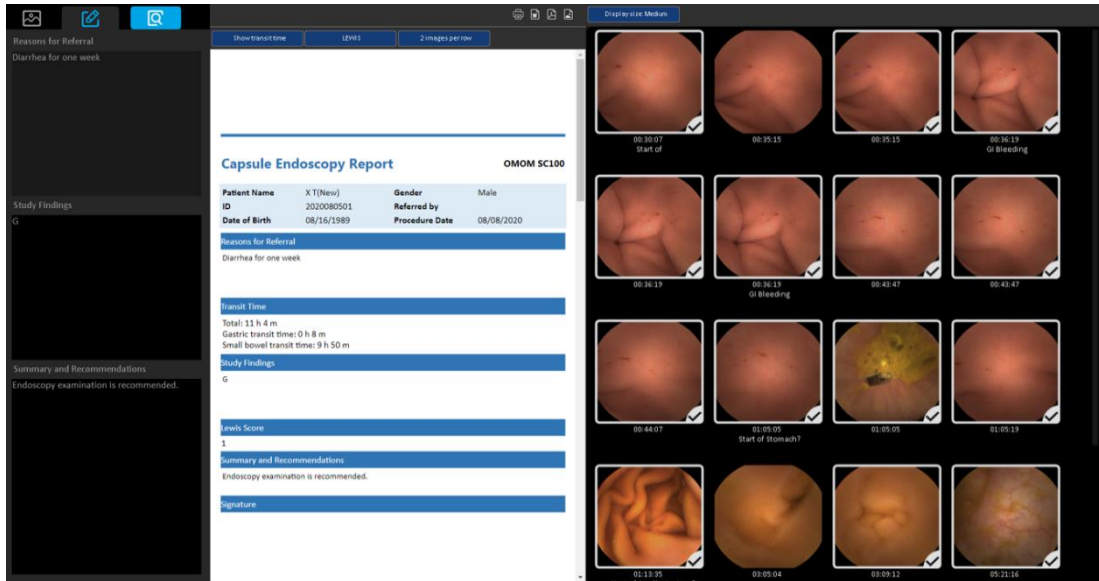 Reasons for Referral
Diarrhea for one week
Study Findings
G
Summary and Recommendations
Endoscopy examination is recommended.
Show transit time
LEWIS
2 images per row
Capsule Endoscopy Report
OMOM SC100
Patient Name X T(New) Gender Male
ID 2020080501 Referred by
Date of Birth 08/16/1989 Procedure Date 08/08/2020
Reasons for Referral
Diarrhea for one week
Transit Time
Total: 11 h 4 m
Gastric transit time: 0 h 8 m
Small bowel transit time: 9 h 50 m
Study Findings
G
Lewis Score
1
Summary and Recommendations
Endoscopy examination is recommended.
Signature
Display size: Medium
00:30:07 00:35:15 00:35:15 00:36:19
Start of GI Bleeding
00:36:19 00:36:19 00:43:47 00:43:47
GI Bleeding
00:44:07 01:05:05 01:05:05 01:05:19
Start of Stomach?
01:13:35 03:05:04 03:09:12 05:21:16